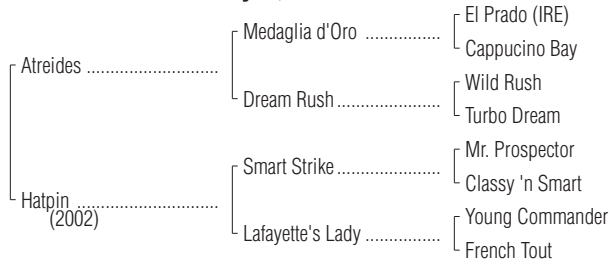 El Prado (IRE)
Medaglia d'Oro ..................
Cappucino Bay
Atreides ................................
Wild Rush
Dream Rush .........................
Turbo Dream
Mr. Prospector
Smart Strike .........................
Classy 'n Smart
Hatpin ..................................
(2002)
Young Commander
Lafayette's Lady ..................
French Tout